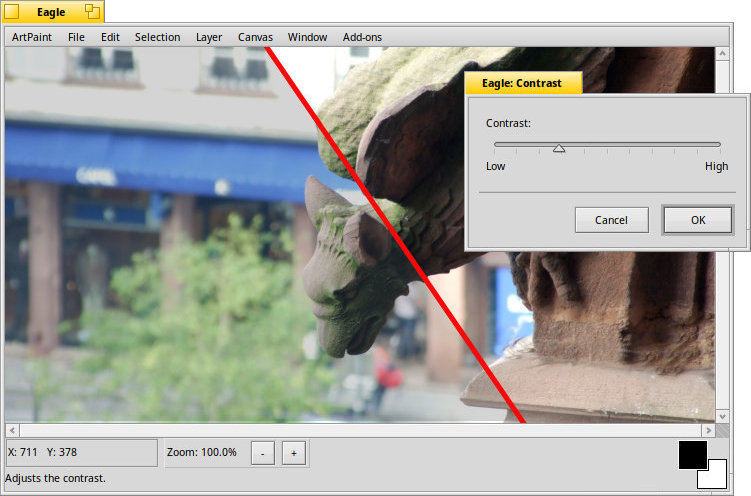 Eagle
ArtPaint File Edit Selection Layer Canvas Window Add-ons
Eagle: Contrast
Contrast:
Low High
Cancel OK
X: 711 Y: 378 Zoom: 100.0% - +
Adjusts the contrast.